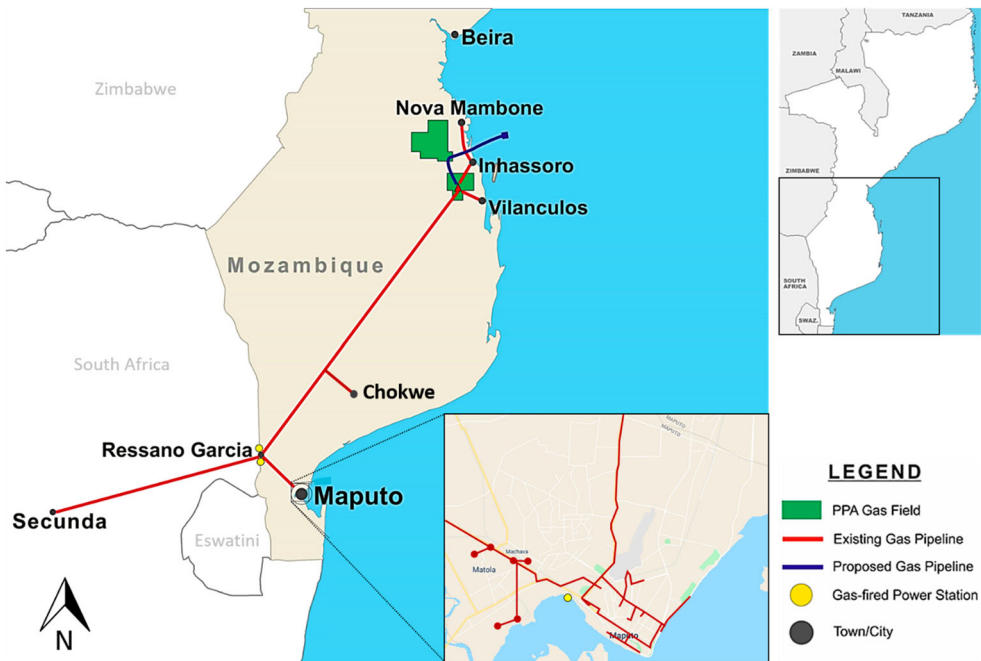 Beira
Zimbabwe
Nova Mambone
Inhassoro
Vilanculos
Mozambique
South Africa
Chokwe
Ressano Garcia
Maputo
Secunda
Eswatini
N
MAPUTO
MAPUTO
Machava
Matola
Maputo
TANZANIA
ZAMBIA
MALAWI
ZIMBABWE
SOUTH
AFRICA
SWAZ.
LEGEND
PPA Gas Field
Existing Gas Pipeline
Proposed Gas Pipeline
Gas-fired Power Station
Town/City